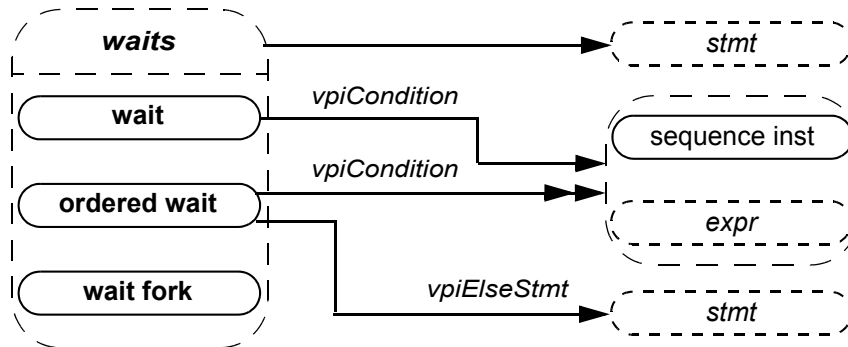 waits
stmt
vpiCondition
wait
sequence inst
vpiCondition
ordered wait
expr
wait fork
vpiElseStmt
stmt